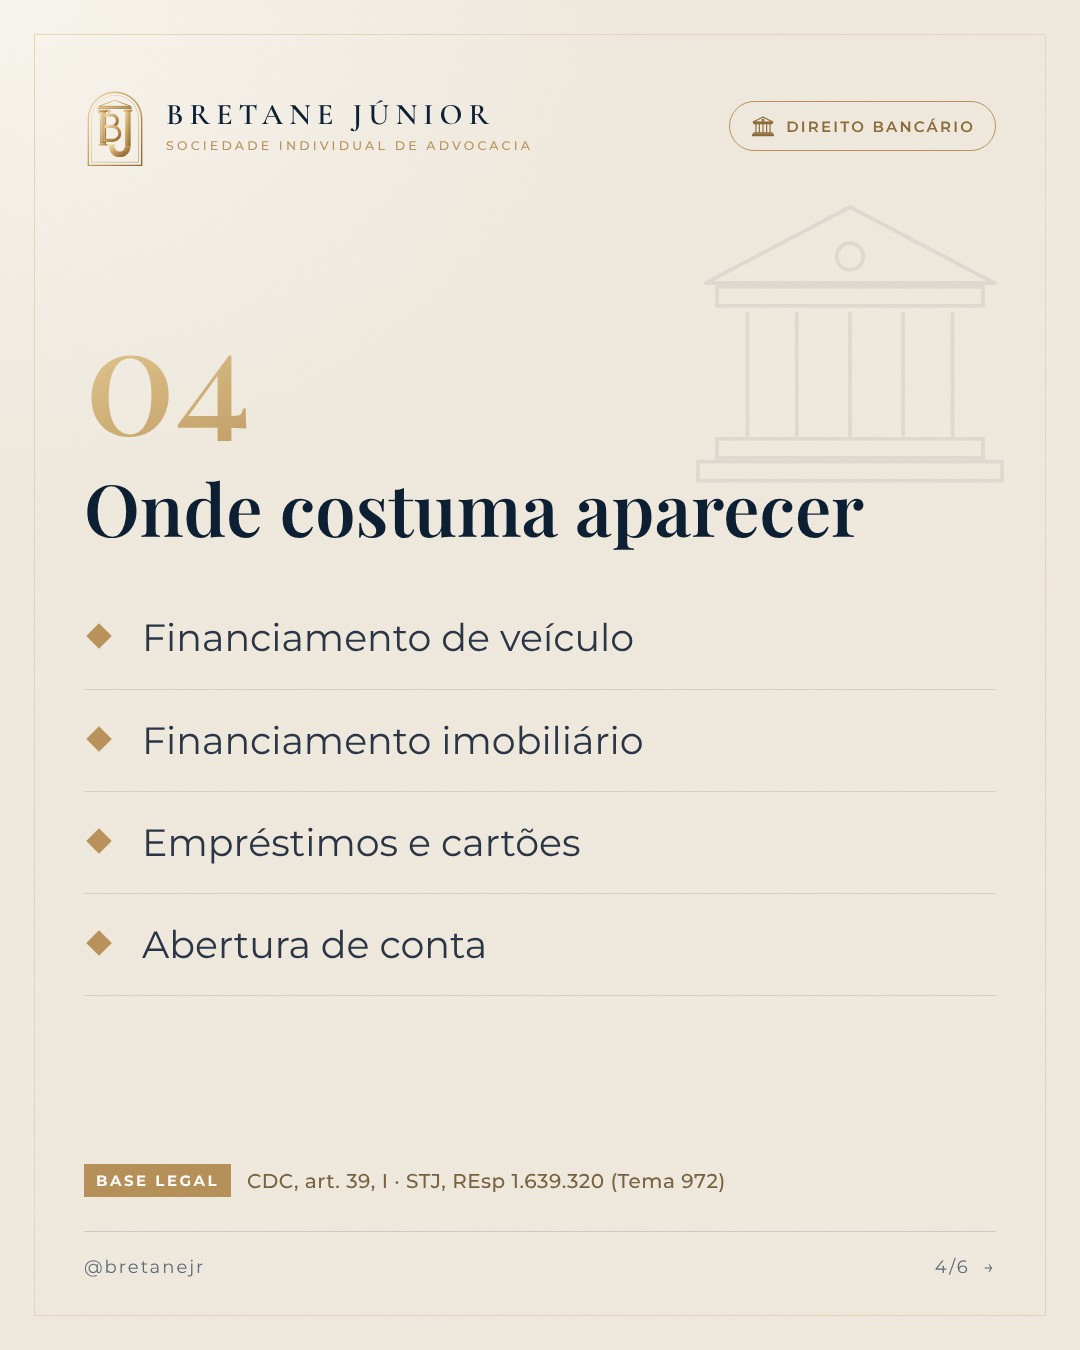 BJ
BRETANE JÚNIOR
SOCIEDADE INDIVIDUAL DE ADVOCACIA
DIREITO BANCÁRIO
04
Onde costuma aparecer
Financiamento de veículo
Financiamento imobiliário
Empréstimos e cartões
Abertura de conta
BASE LEGAL CDC, art. 39, I · STJ, REsp 1.639.320 (Tema 972)
@bretanejr
4/6 →